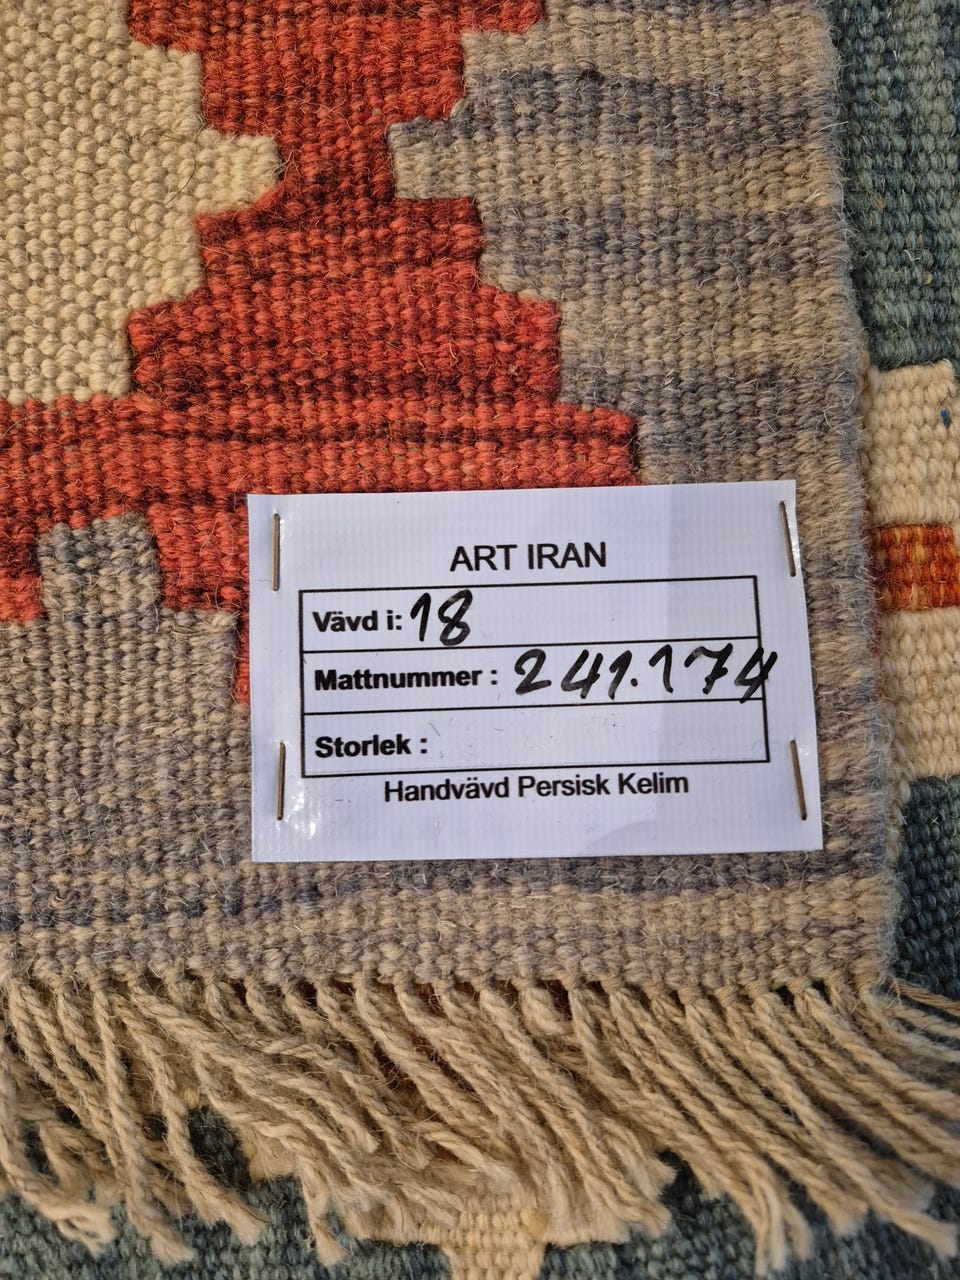 ART IRAN
Vävd i: 18
Mattnummer : 241.174
Storlek :
Handvävd Persisk Kelim